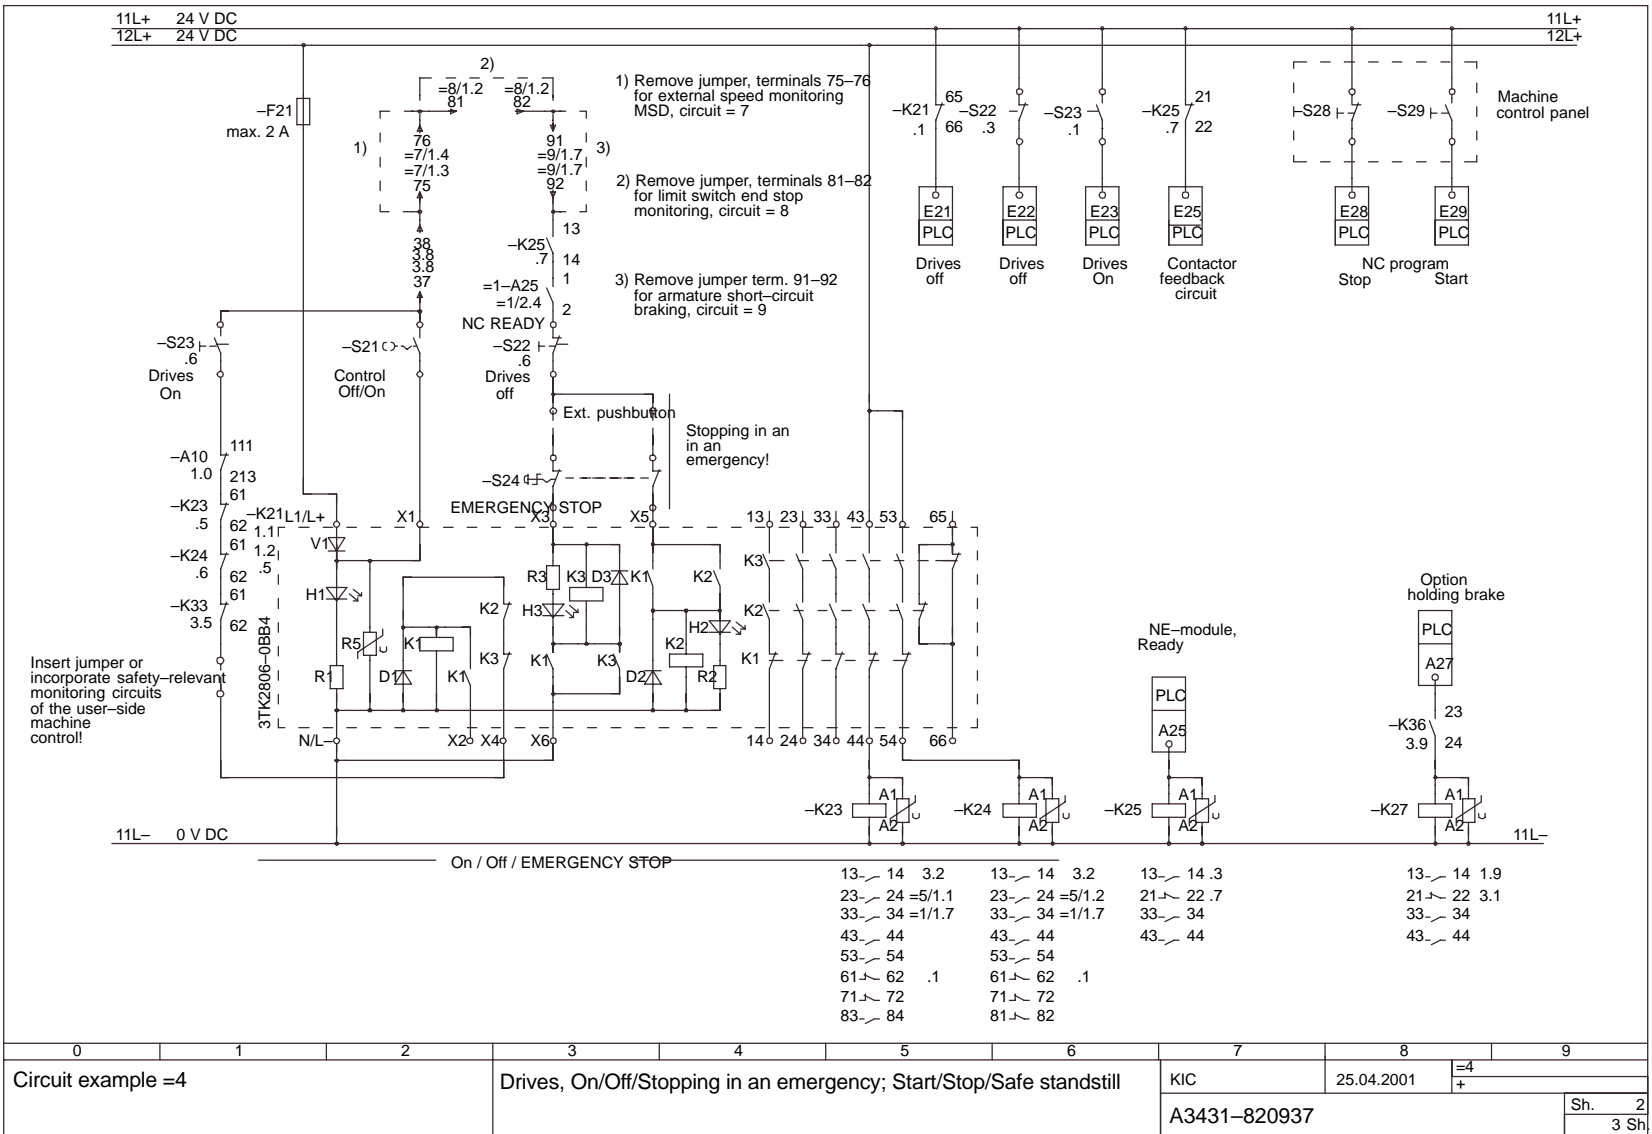 11L+ 24 V DC 11L+
12L+ 24 V DC 12L+
2)
=8/1.2 =8/1.2
81 82
–F21
max. 2 A
1)
76
=7/1.4
=7/1.3
75
91
=9/1.7
=9/1.7
92
3)
1) Remove jumper, terminals 75–76
for external speed monitoring
MSD, circuit = 7
2) Remove jumper, terminals 81–82
for limit switch end stop
monitoring, circuit = 8
3) Remove jumper term. 91–92
for armature short–circuit
braking, circuit = 9
–K21
.1
65
66
–S22
.3
–S23
.1
–K25
.7
21
22
–S28
–S29
Machine
control panel
E21
PLC
E22
PLC
E23
PLC
E25
PLC
E28
PLC
E29
PLC
Drives
off
Drives
off
Drives
On
Contactor
feedback
circuit
NC program
Stop Start
38
3.8
3.8
37
–K25
.7
13
14
=1–A25
=1/2.4
1
2
NC READY
–S23
.6
Drives
On
–S21
Control
Off/On
–S22
.6
Drives
off
Ext. pushbutton
Stopping in an
in an
emergency!
–S24
EMERGENCY STOP
–A10
1.0
111
213
–K23
.5
61
62
–K24
.6
61
62
–K33
3.5
61
62
–K21
1.1
1.2
.5
L1/L+ X1 X3 X5 13 23 33 43 53 65
V1
H1
R5
R1
K1
D1
K1
K2
K3
R3
K3
D3
H3
K1
K3
K1
K2
K2
H2
D2
R2
K3
K2
K1
3TK2806–0BB4
N/L– X2 X4 X6 14 24 34 44 54 66
Insert jumper or
incorporate safety–relevant
monitoring circuits
of the user–side
machine
control!
NE–module,
Ready
PLC
A25
Option
holding brake
PLC
A27
–K36
3.9
23
24
–K23
A1
A2
–K24
A1
A2
–K25
A1
A2
–K27
A1
A2
11L– 0 V DC 11L–
On / Off / EMERGENCY STOP
13 14 3.2
23 24 =5/1.1
33 34 =1/1.7
43 44
53 54
61 62 .1
71 72
83 84
13 14 3.2
23 24 =5/1.2
33 34 =1/1.7
43 44
53 54
61 62 .1
71 72
81 82
13 14 .3
21 22 .7
33 34
43 44
13 14 1.9
21 22 3.1
33 34
43 44
0 1 2 3 4 5 6 7 8 9
Circuit example =4
Drives, On/Off/Stopping in an emergency; Start/Stop/Safe standstill
KIC
25.04.2001
=4
+
A3431–820937
Sh. 2
3 Sh